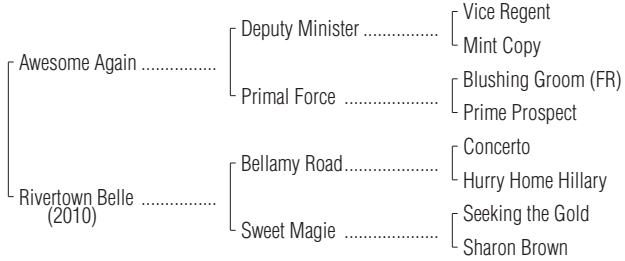 Vice Regent
Deputy Minister ................
Mint Copy
Awesome Again ................
Blushing Groom (FR)
Primal Force ....................
Prime Prospect
Concerto
Bellamy Road....................
Hurry Home Hillary
Rivertown Belle ................
(2010)
Seeking the Gold
Sweet Magie ....................
Sharon Brown